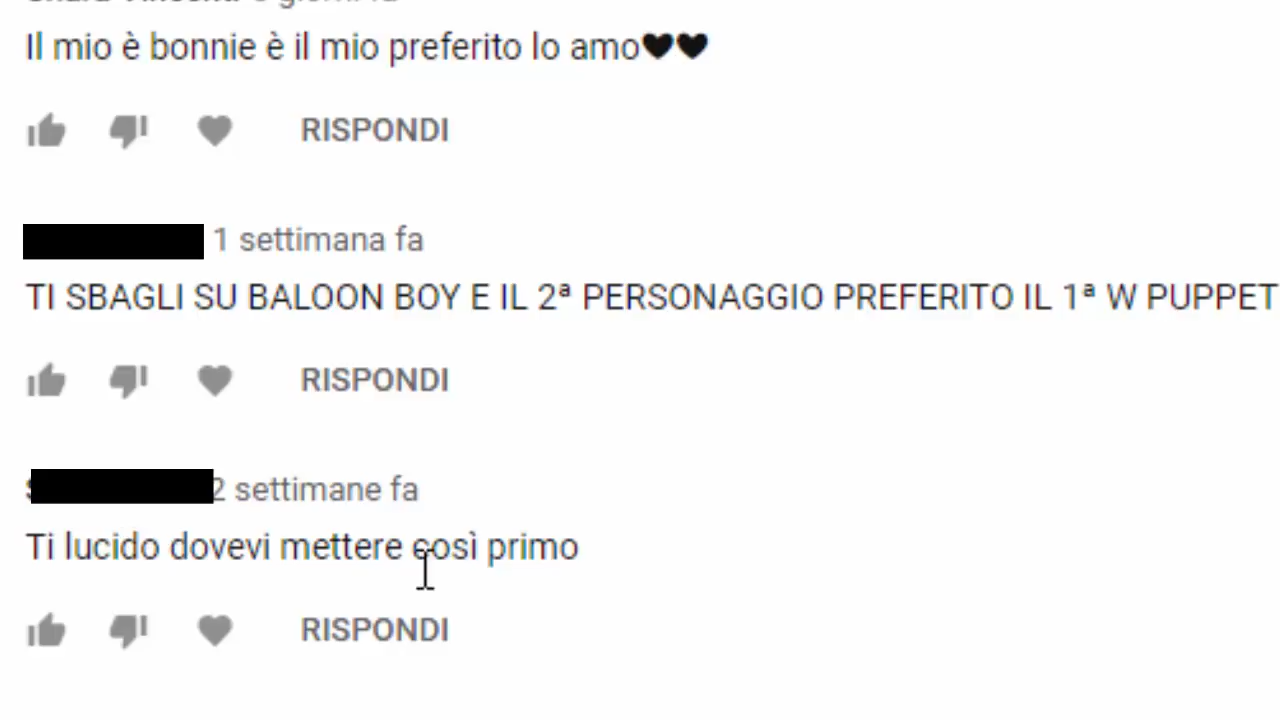 Il mio è bonnie è il mio preferito lo amo🖤🖤
RISPONDI
1 settimana fa
TI SBAGLI SU BALOON BOY E IL 2ª PERSONAGGIO PREFERITO IL 1ª W PUPPET
RISPONDI
2 settimane fa
Ti lucido dovevi mettere così primo
RISPONDI